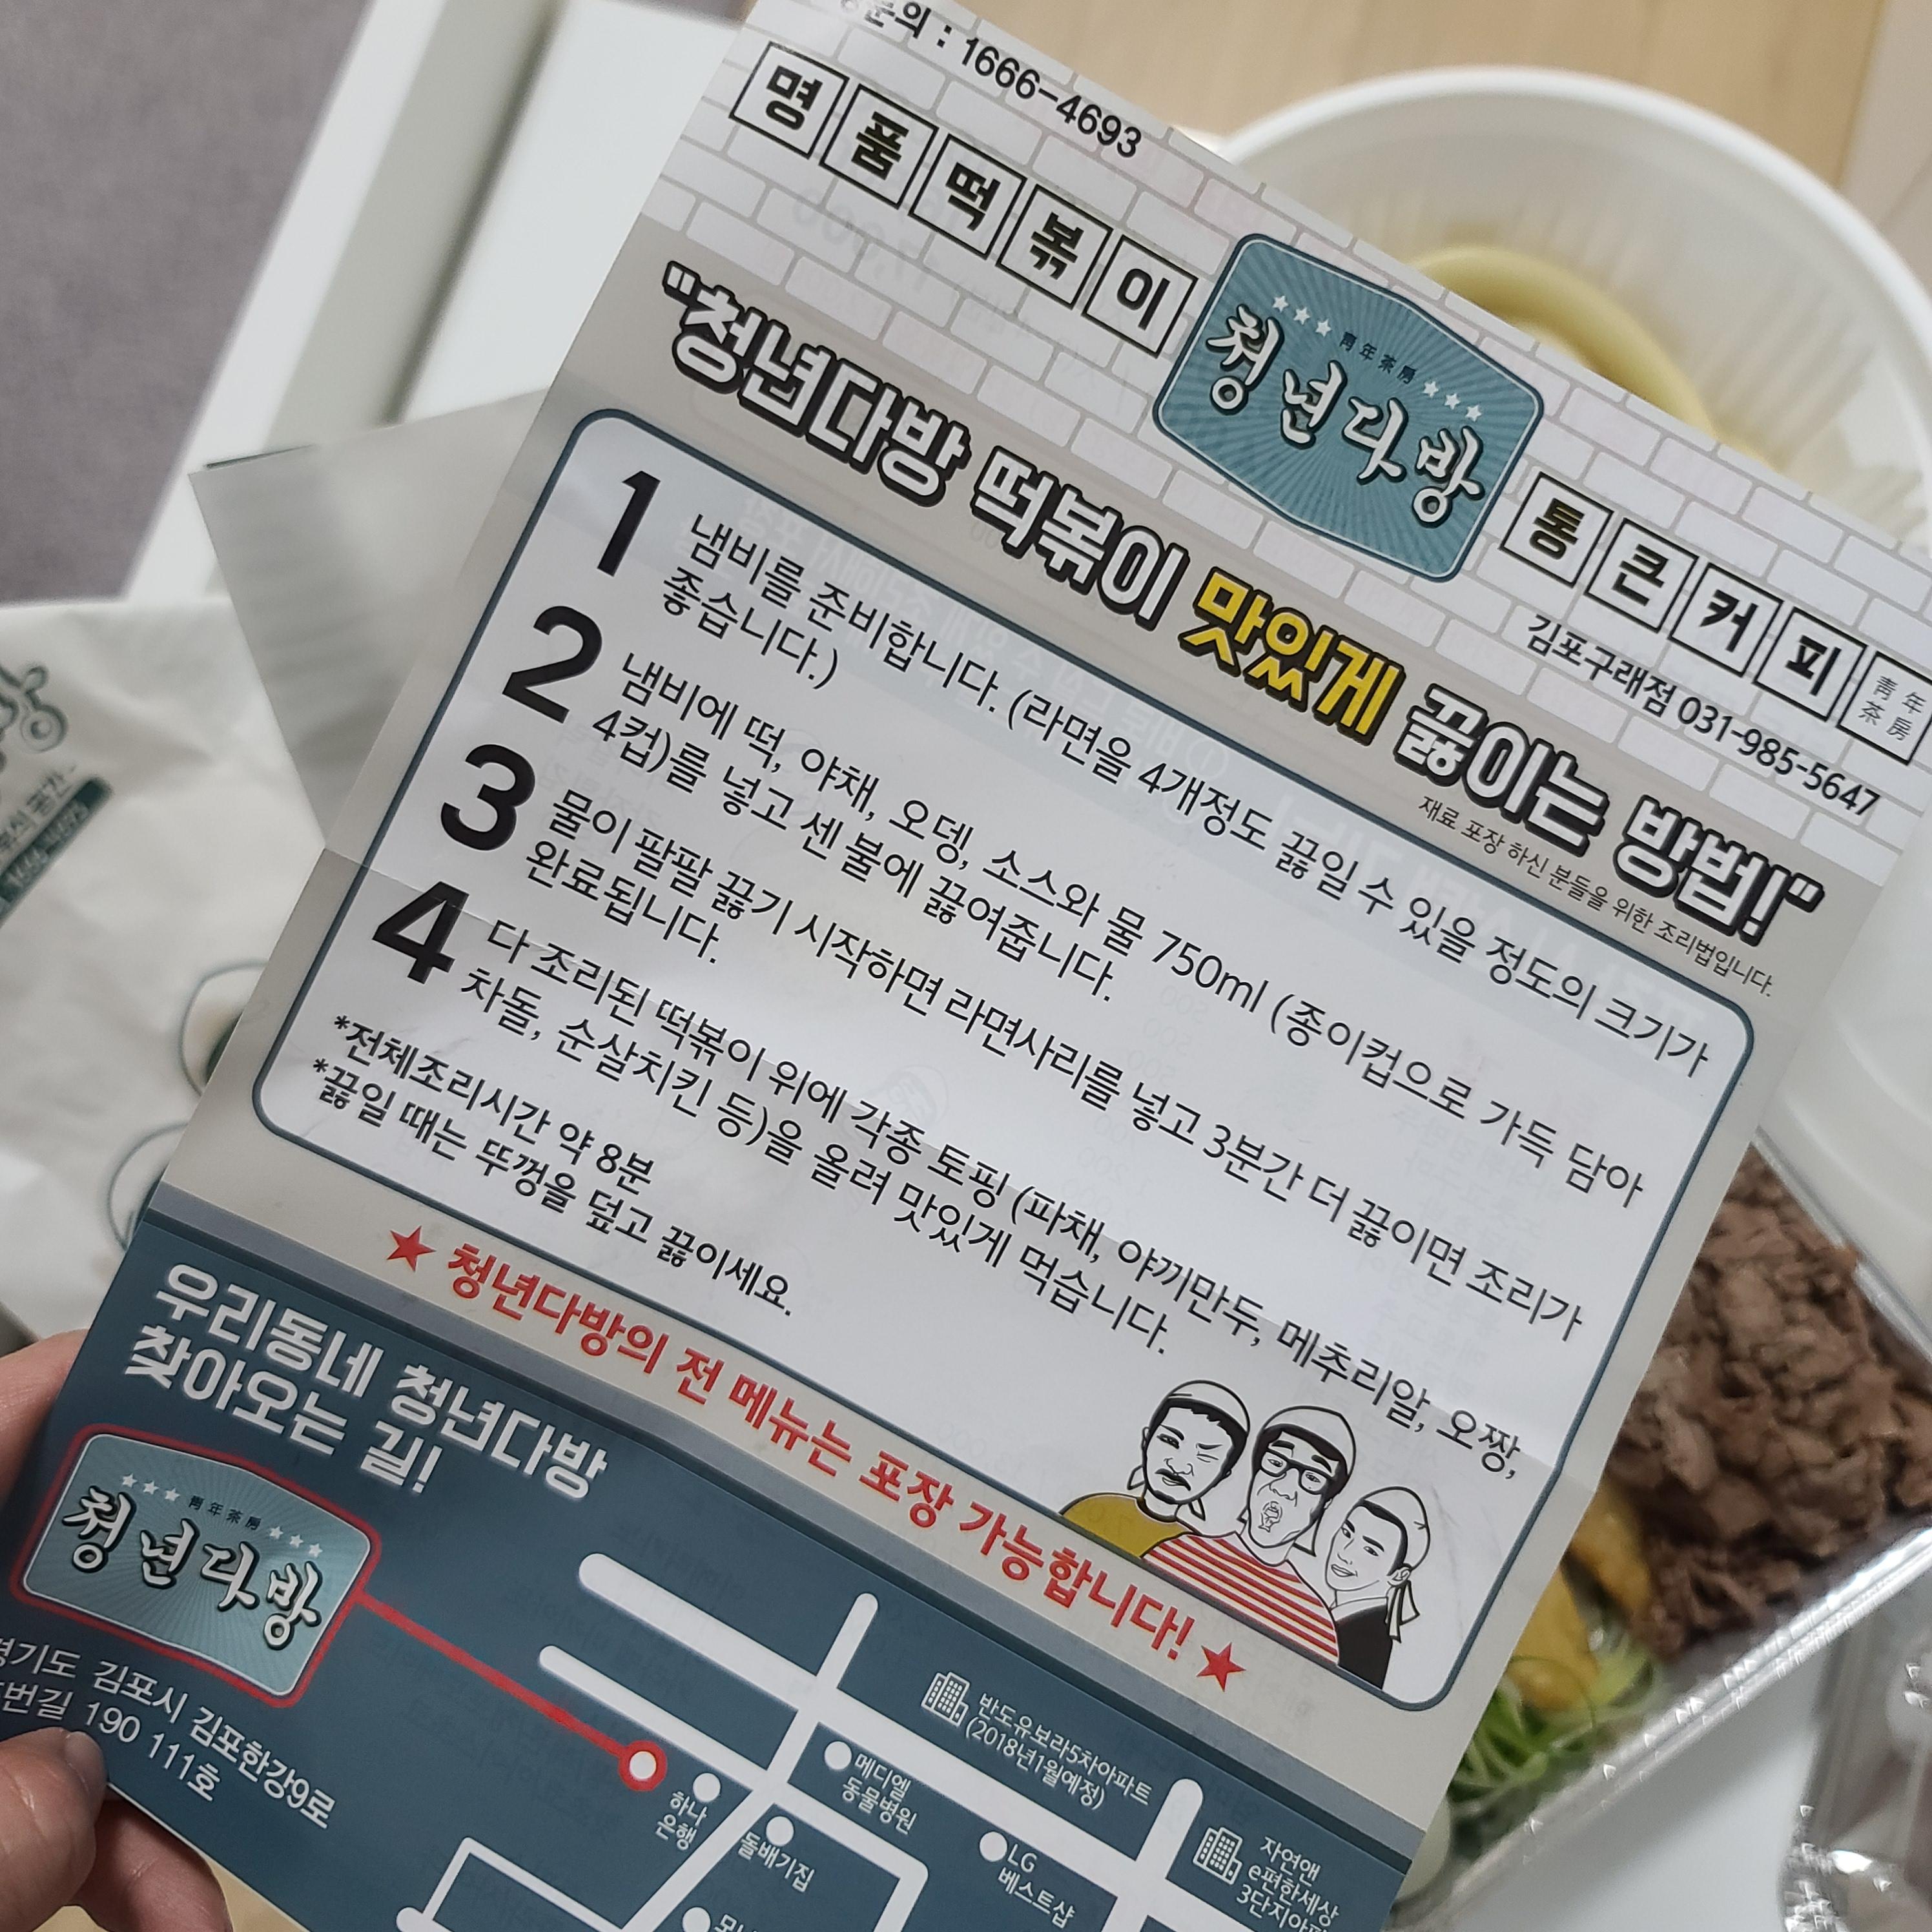 문의 : 1666-4693
명품떡볶이
青年茶房
청년다방
통큰커피
青年茶房
김포구래점 031-985-5647
"청년다방 떡볶이 맛있게 끓이는 방법!"
재료 포장 하신 분들을 위한 조리법입니다.
1 냄비를 준비합니다. (라면을 4개정도 끓일 수 있을 정도의 크기가
좋습니다.)
2 냄비에 떡, 야채, 오뎅, 소스와 물 750ml (종이컵으로 가득 담아
4컵)를 넣고 센 불에 끓여줍니다.
3 물이 팔팔 끓기 시작하면 라면사리를 넣고 3분간 더 끓이면 조리가
완료됩니다.
4 다 조리된 떡볶이 위에 각종 토핑 (파채, 야끼만두, 메추리알, 오짱,
차돌, 순살치킨 등)을 올려 맛있게 먹습니다.
*전체조리시간 약 8분
*끓일 때는 뚜껑을 덮고 끓이세요.
★ 청년다방의 전 메뉴는 포장 가능합니다! ★
우리동네 청년다방
찾아오는 길!
青年茶房
청년다방
경기도 김포시 김포한강9로
번길 190 111호
하나
은행
돌배기집
메디엘
동물병원
반도유보라5차아파트
(2018년1월예정)
LG
베스트샵
자연앤
e편한세상
3단지아파